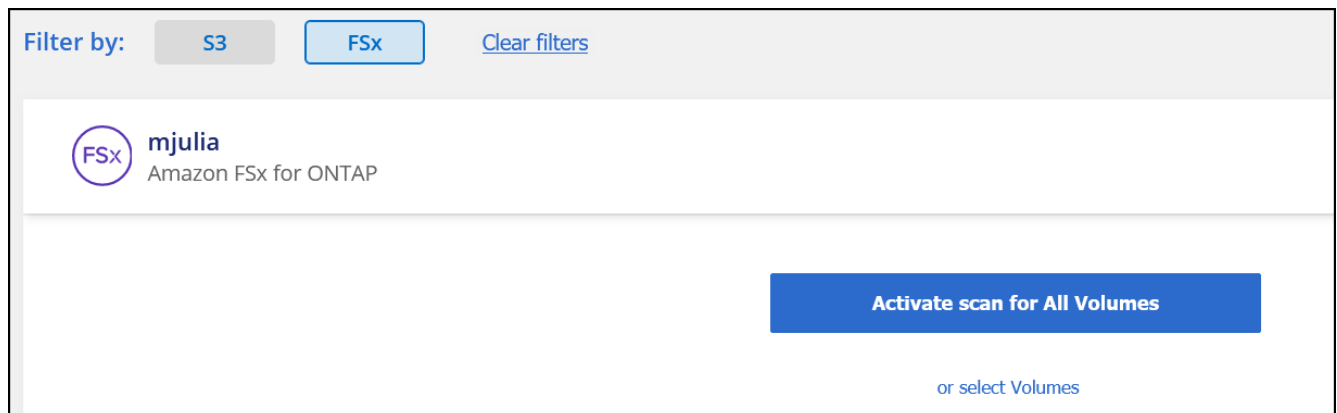 Filter by: S3 FSx Clear filters
FSx
mjulia
Amazon FSx for ONTAP
Activate scan for All Volumes
or select Volumes